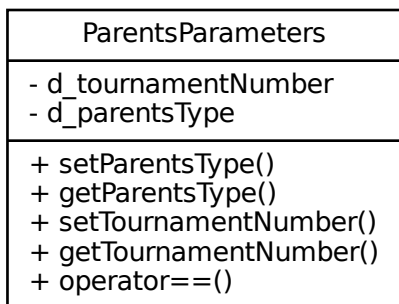 ParentsParameters
- d_tournamentNumber
- d_parentsType
+ setParentsType()
+ getParentsType()
+ setTournamentNumber()
+ getTournamentNumber()
+ operator==()